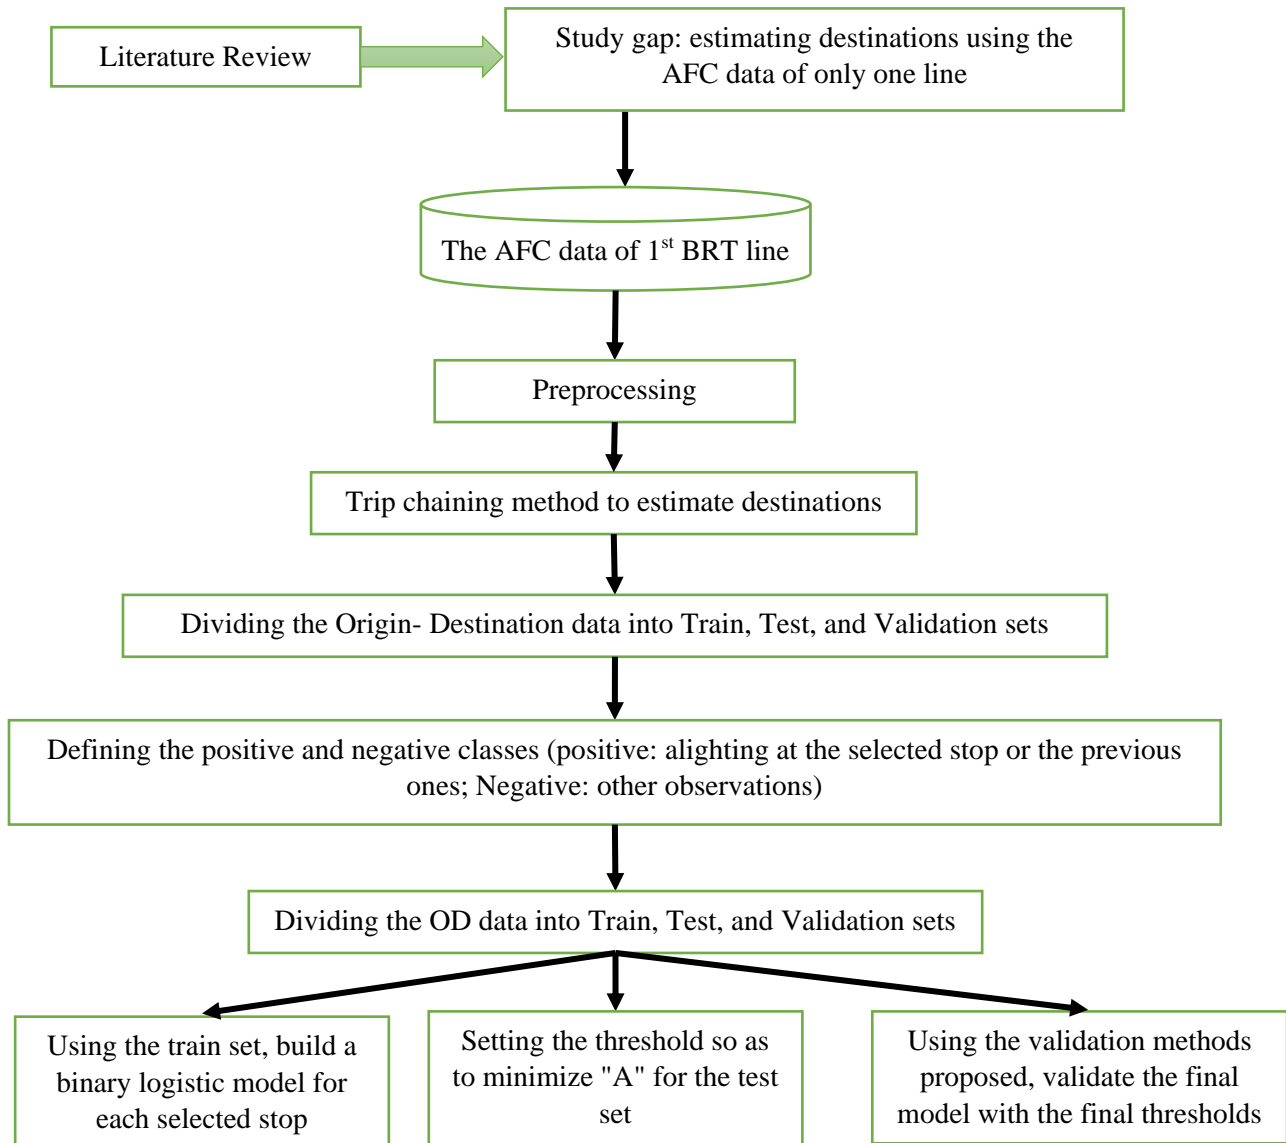 Literature Review
Study gap: estimating destinations using the
AFC data of only one line
The AFC data of 1st BRT line
Preprocessing
Trip chaining method to estimate destinations
Dividing the Origin- Destination data into Train, Test, and Validation sets
Defining the positive and negative classes (positive: alighting at the selected stop or the previous
ones; Negative: other observations)
Dividing the OD data into Train, Test, and Validation sets
Using the train set, build a
binary logistic model for
each selected stop
Setting the threshold so as
to minimize "A" for the test
set
Using the validation methods
proposed, validate the final
model with the final thresholds